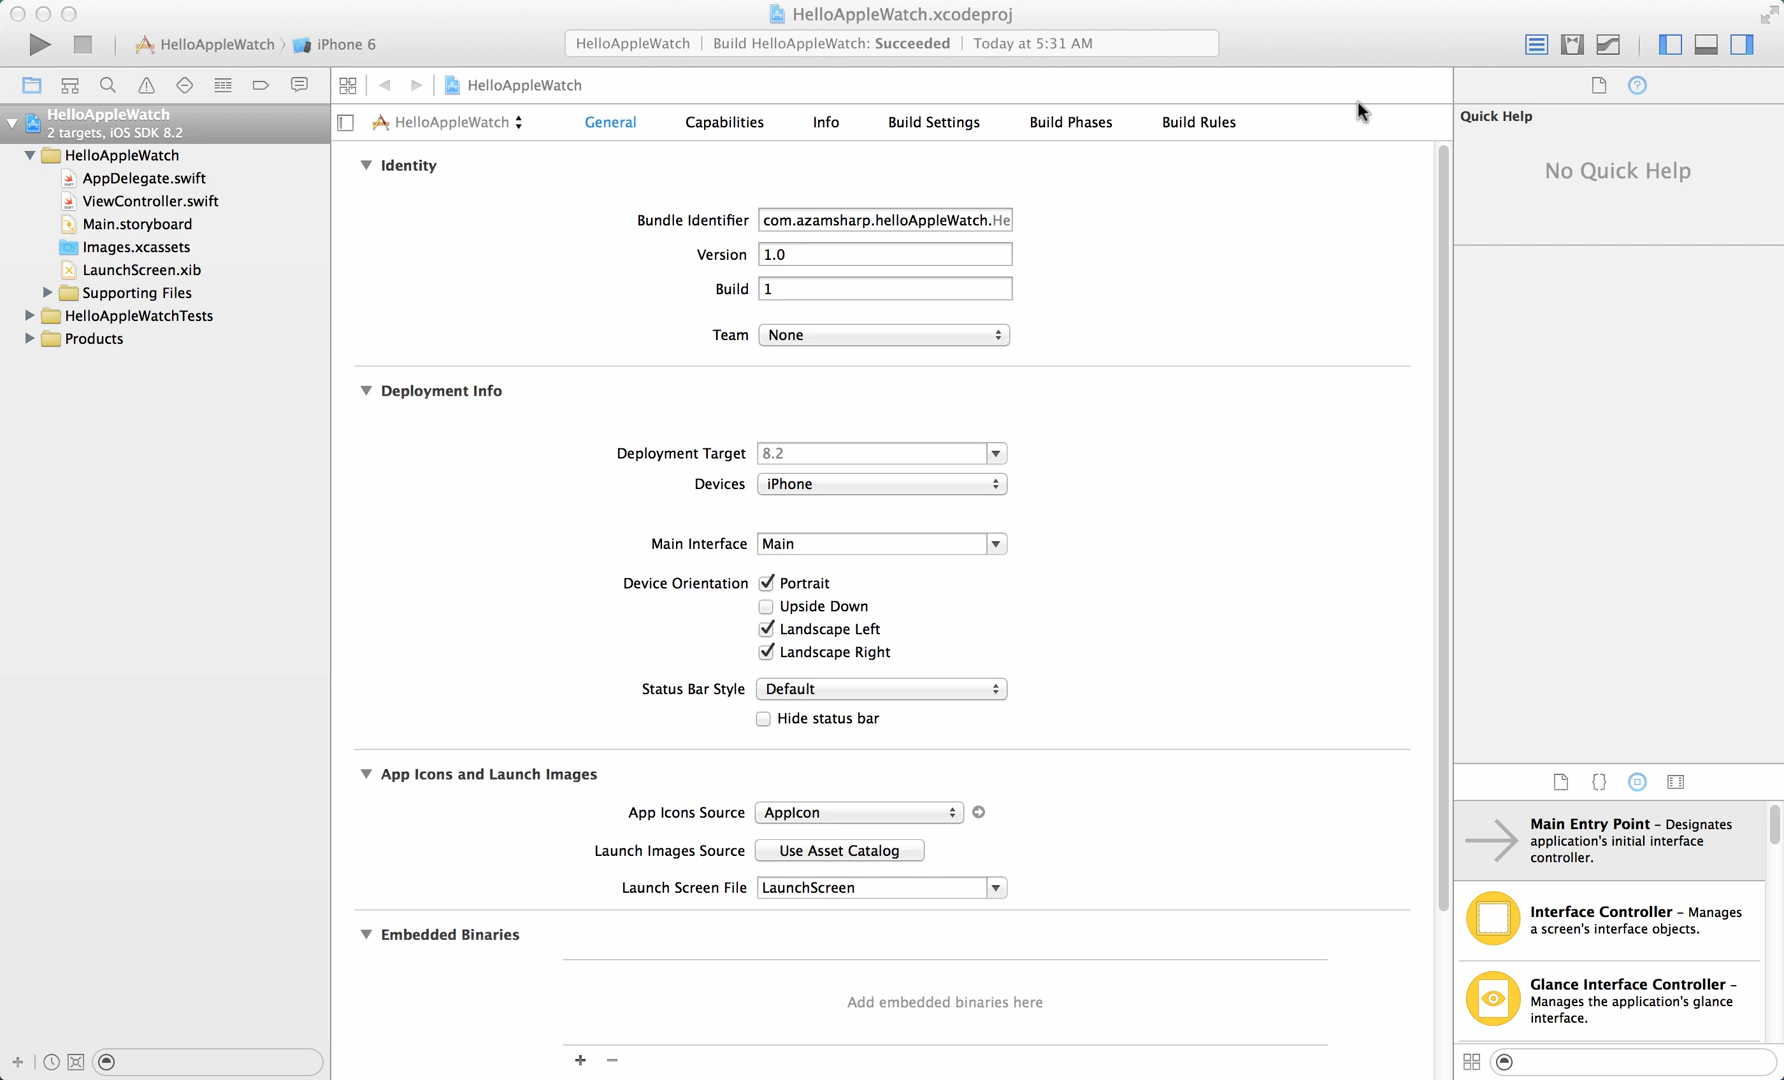 HelloAppleWatch.xcodeproj
HelloAppleWatch iPhone 6
HelloAppleWatch Build HelloAppleWatch: Succeeded Today at 5:31 AM
HelloAppleWatch
2 targets, iOS SDK 8.2
HelloAppleWatch
AppDelegate.swift
ViewController.swift
Main.storyboard
Images.xcassets
LaunchScreen.xib
Supporting Files
HelloAppleWatchTests
Products
HelloAppleWatch
HelloAppleWatch General Capabilities Info Build Settings Build Phases Build Rules
Identity
Bundle Identifier com.azamsharp.helloAppleWatch.He
Version 1.0
Build 1
Team None
Deployment Info
Deployment Target 8.2
Devices iPhone
Main Interface Main
Device Orientation Portrait
Upside Down
Landscape Left
Landscape Right
Status Bar Style Default
Hide status bar
App Icons and Launch Images
App Icons Source AppIcon
Launch Images Source Use Asset Catalog
Launch Screen File LaunchScreen
Embedded Binaries
Add embedded binaries here
Quick Help
No Quick Help
Main Entry Point - Designates
application's initial interface
controller.
Interface Controller - Manages
a screen's interface objects.
Glance Interface Controller -
Manages the application's glance
interface.